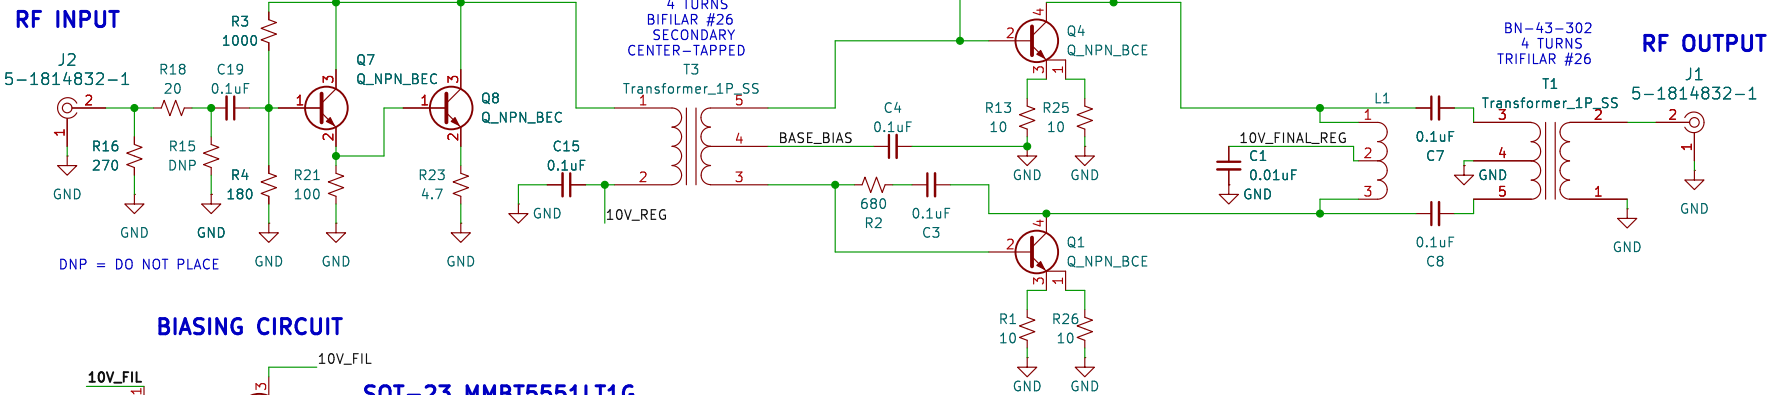 RF INPUT
J2
5-1814832-1
2
1
GND
R16
270
GND
R18
20
R15
DNP
GND
C19
0.1uF
R3
1000
R4
180
GND
Q7
Q_NPN_BEC
1
3
2
R21
100
GND
Q8
Q_NPN_BEC
1
3
2
R23
4.7
GND
DNP = DO NOT PLACE
4 TURNS
BIFILAR #26
SECONDARY
CENTER-TAPPED
T3
Transformer_1P_SS
1
2
5
4
3
C15
0.1uF
GND
10V_REG
BASE_BIAS
C4
0.1uF
680
R2
0.1uF
C3
Q4
Q_NPN_BCE
4
2
3
1
R13
10
R25
10
GND
GND
Q1
Q_NPN_BCE
4
2
3
1
R1
10
R26
10
GND
GND
L1
1
2
3
10V_FINAL_REG
C1
0.01uF
GND
0.1uF
C7
0.1uF
C8
BN-43-302
4 TURNS
TRIFILAR #26
T1
Transformer_1P_SS
3
4
5
2
1
GND
GND
RF OUTPUT
J1
5-1814832-1
2
1
GND
BIASING CIRCUIT
10V_FIL
1
10V_FIL
3
SOT-23 MMBT5551LT1G